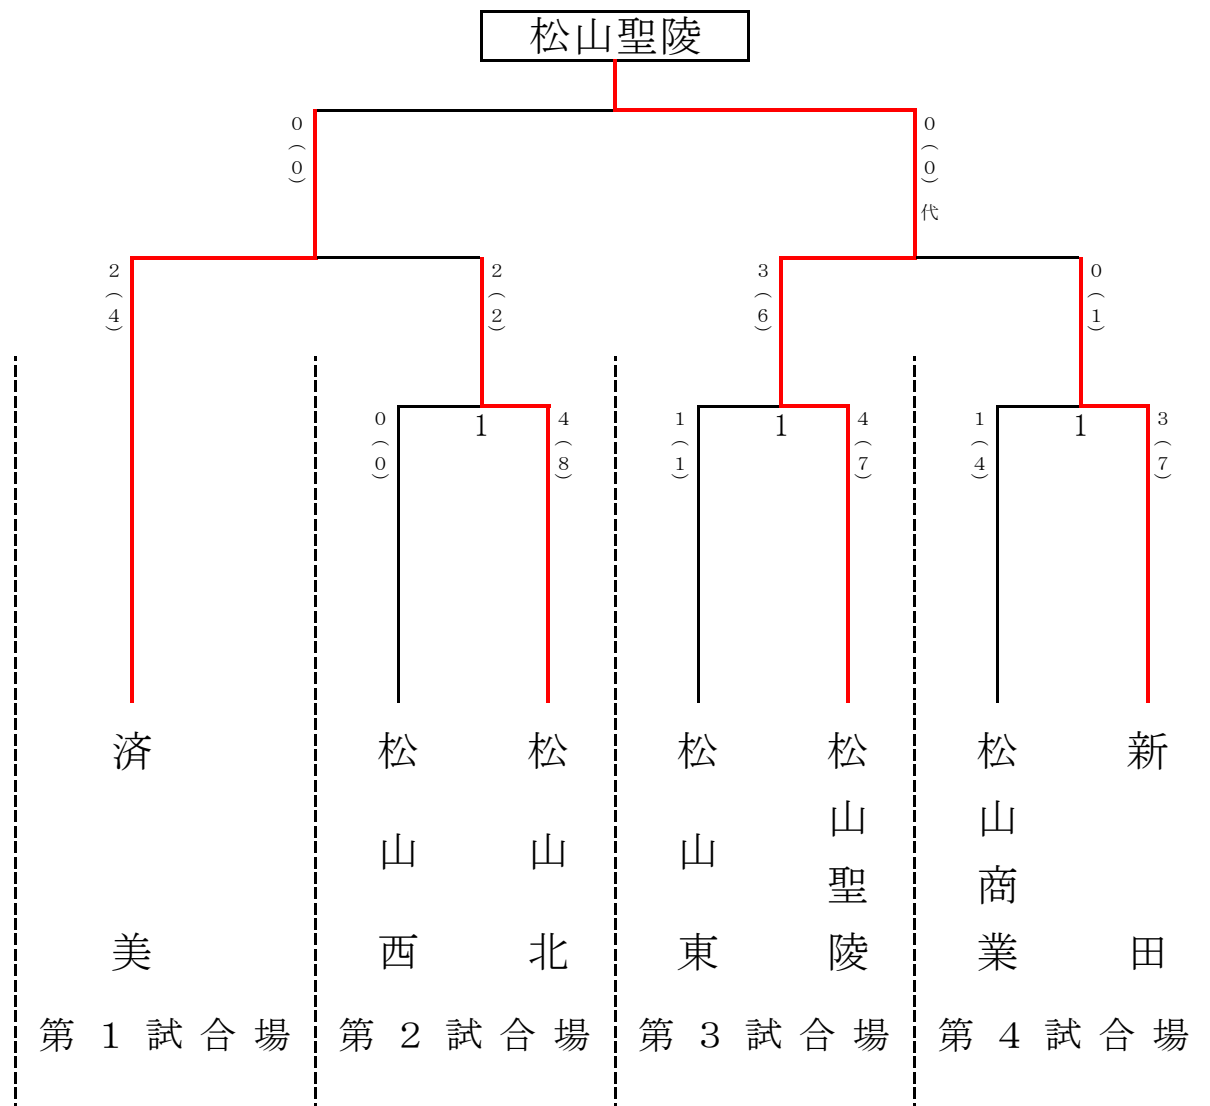 松山聖陵
０（０）
０（０）代
２（４）
２（２）
３（６）
０（１）
０（０）
1
４（８）
１（１）
1
４（７）
１（４）
1
３（７）
済美
松山西
松山北
松山東
松山聖陵
松山商業
新田
第１試合場
第２試合場
第３試合場
第４試合場